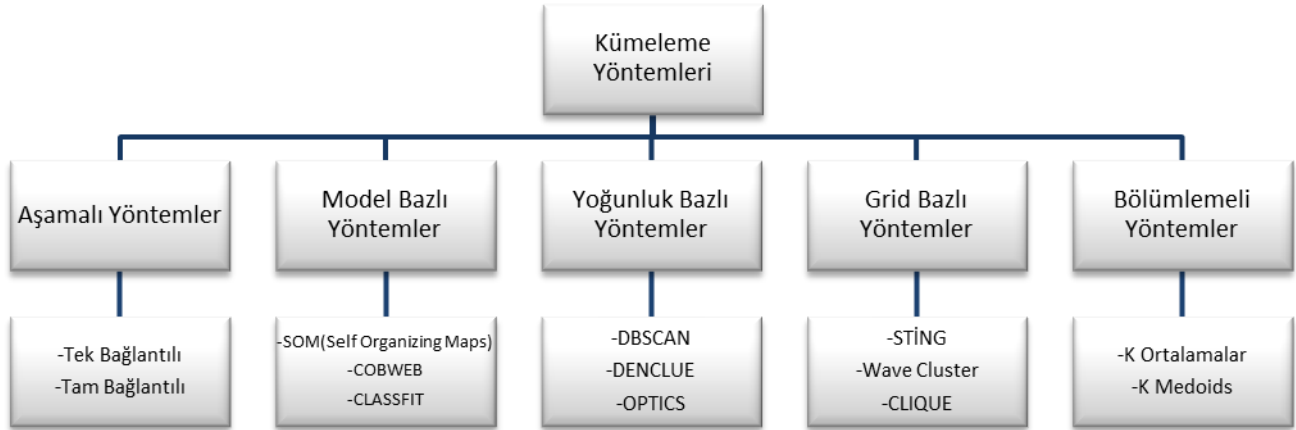 Kümeleme
Yöntemleri
Aşamalı Yöntemler
Model Bazlı
Yöntemler
Yoğunluk Bazlı
Yöntemler
Grid Bazlı
Yöntemler
Bölümlemeli
Yöntemler
-Tek Bağlantılı
-Tam Bağlantılı
-SOM(Self Organizing Maps)
-COBWEB
-CLASSFIT
-DBSCAN
-DENCLUE
-OPTICS
-STİNG
-Wave Cluster
-CLIQUE
-K Ortalamalar
-K Medoids